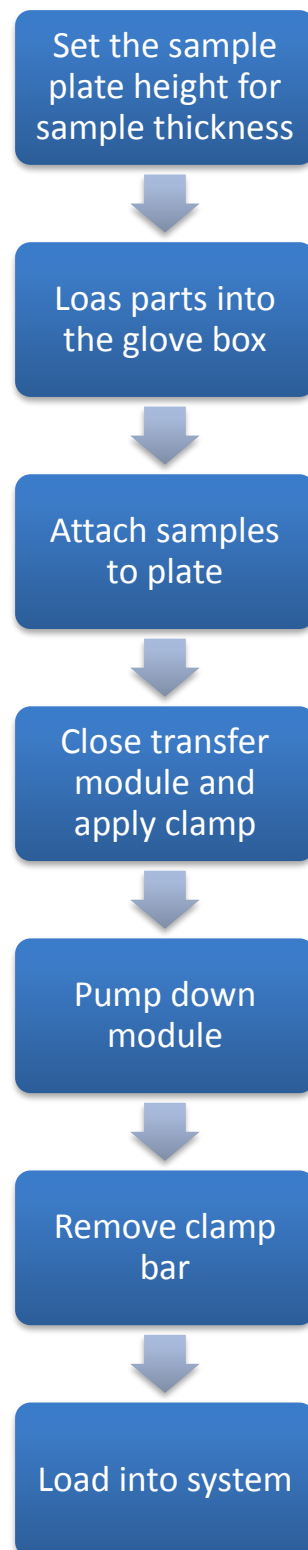 Set the sample
plate height for
sample thickness
Loas parts into
the glove box
Attach samples
to plate
Close transfer
module and
apply clamp
Pump down
module
Remove clamp
bar
Load into system